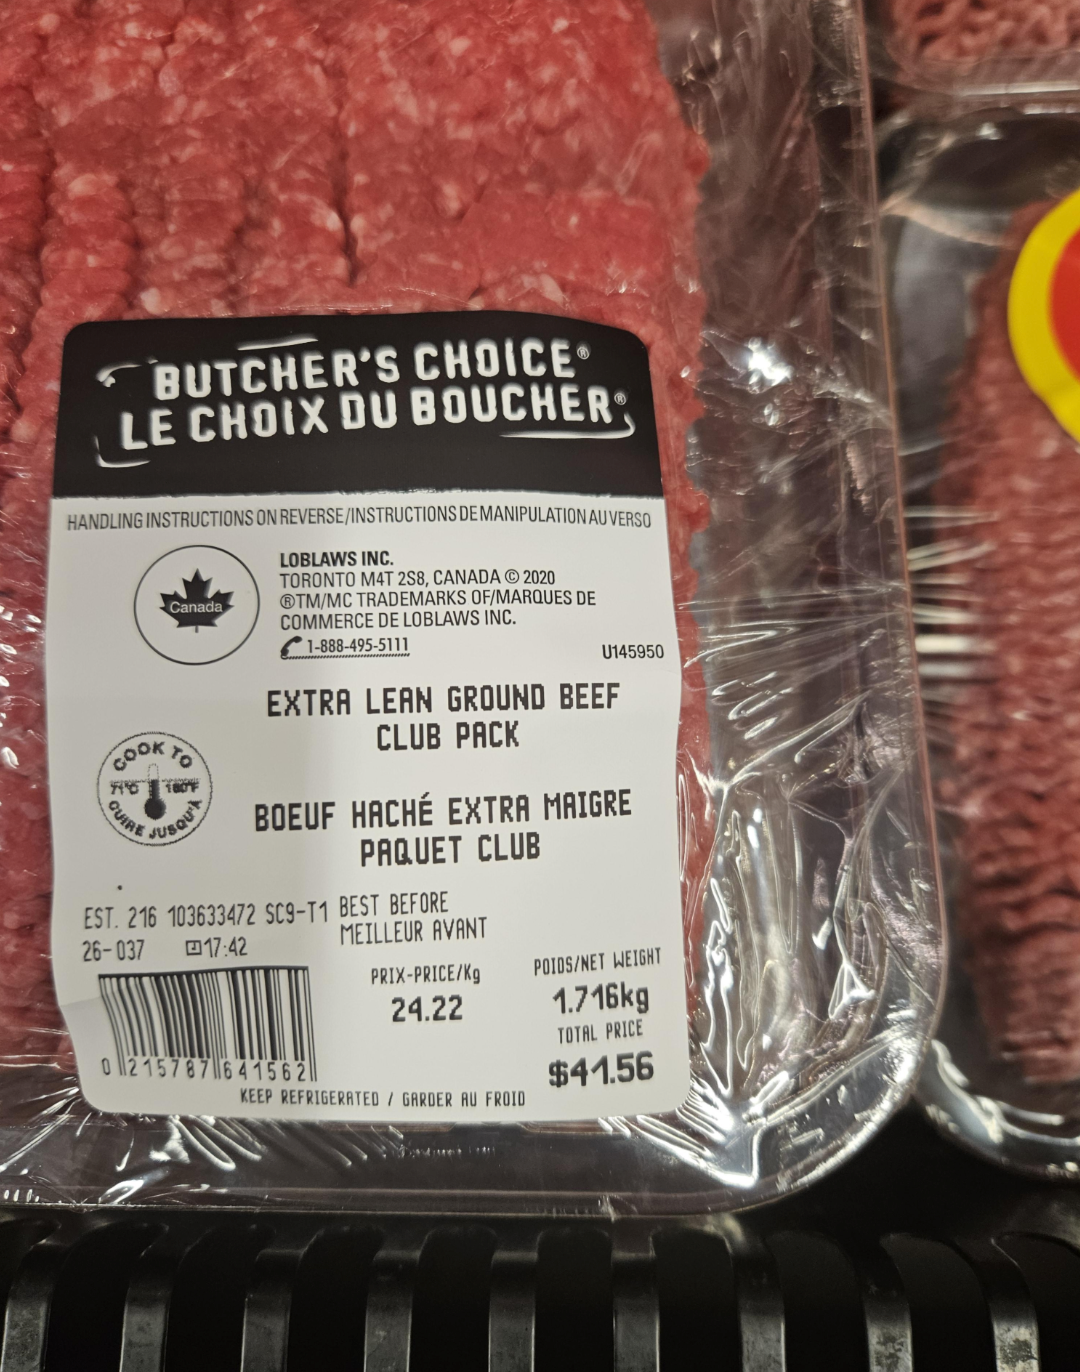 BUTCHER'S CHOICE®
LE CHOIX DU BOUCHER®
HANDLING INSTRUCTIONS ON REVERSE/INSTRUCTIONS DE MANIPULATION AU VERSO
Canada
LOBLAWS INC.
TORONTO M4T 2S8, CANADA © 2020
®TM/MC TRADEMARKS OF/MARQUES DE
COMMERCE DE LOBLAWS INC.
1-888-495-5111
U145950
EXTRA LEAN GROUND BEEF
CLUB PACK
COOK TO
71°C 160°F
CUIRE JUSQU'À
BOEUF HACHÉ EXTRA MAIGRE
PAQUET CLUB
EST. 216 103633472 SC9-T1
26-037 17:42
BEST BEFORE
MEILLEUR AVANT
PRIX-PRICE/Kg
24.22
POIDS/NET WEIGHT
1.716kg
TOTAL PRICE
$41.56
0 215787 641562
KEEP REFRIGERATED / GARDER AU FROID